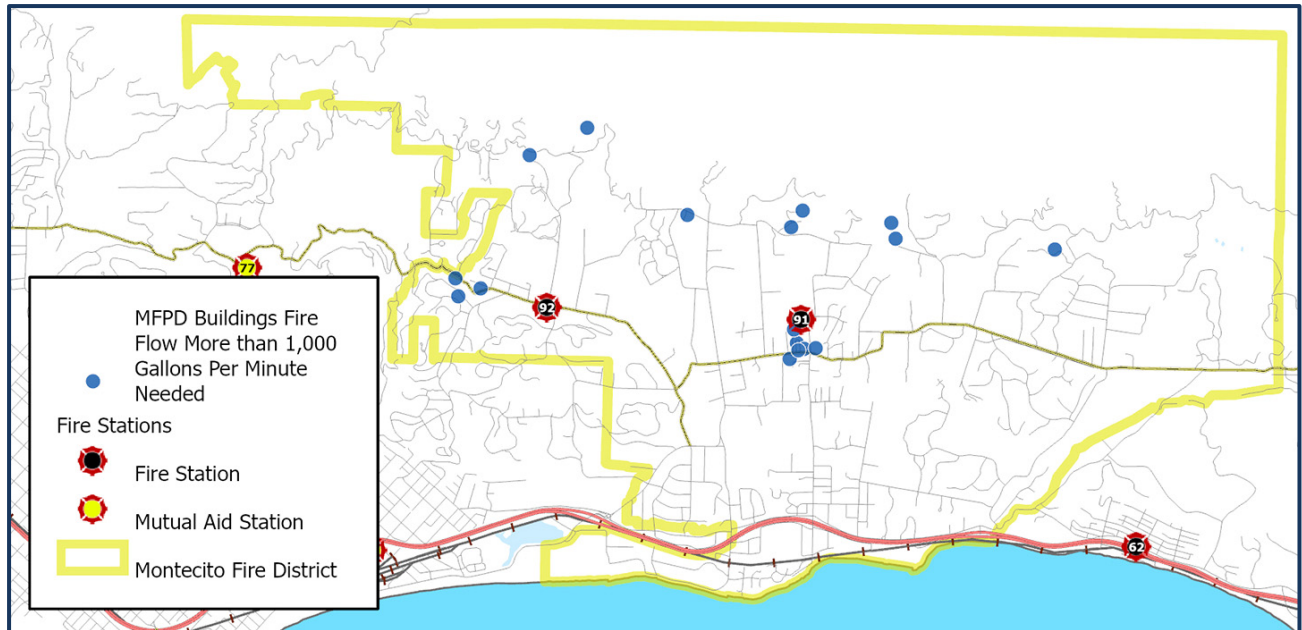 77
92
91
62
MFPD Buildings Fire
Flow More than 1,000
Gallons Per Minute
Needed
Fire Stations
Fire Station
Mutual Aid Station
Montecito Fire District